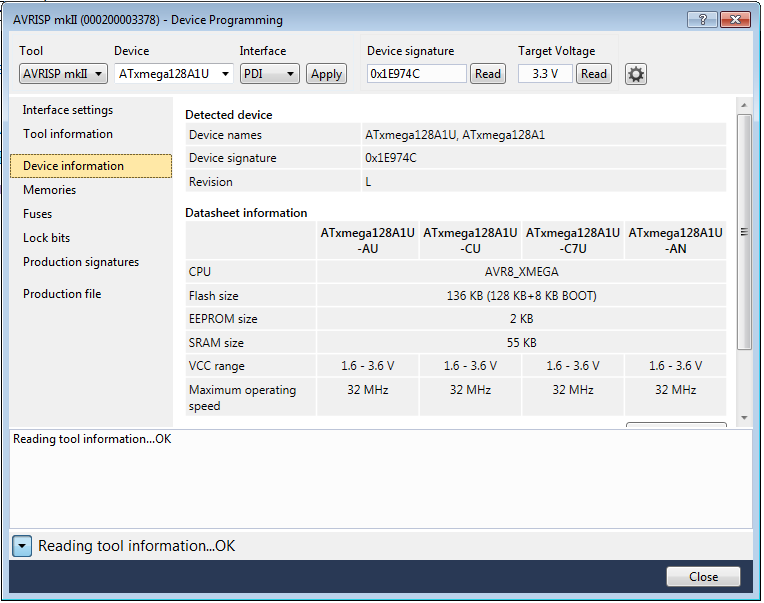 AVRISP mkII (000200003378) - Device Programming
Tool Device Interface Device signature Target Voltage
AVRISP mkII ATxmega128A1U PDI Apply 0x1E974C Read 3.3 V Read
Interface settings
Tool information
Device information
Memories
Fuses
Lock bits
Production signatures
Production file
Detected device
Device names ATxmega128A1U, ATxmega128A1
Device signature 0x1E974C
Revision L
Datasheet information
ATxmega128A1U ATxmega128A1U ATxmega128A1U ATxmega128A1U
-AU -CU -C7U -AN
CPU AVR8_XMEGA
Flash size 136 KB (128 KB+8 KB BOOT)
EEPROM size 2 KB
SRAM size 55 KB
VCC range 1.6 - 3.6 V 1.6 - 3.6 V 1.6 - 3.6 V 1.6 - 3.6 V
Maximum operating 32 MHz 32 MHz 32 MHz 32 MHz
speed
Reading tool information...OK
Reading tool information...OK
Close